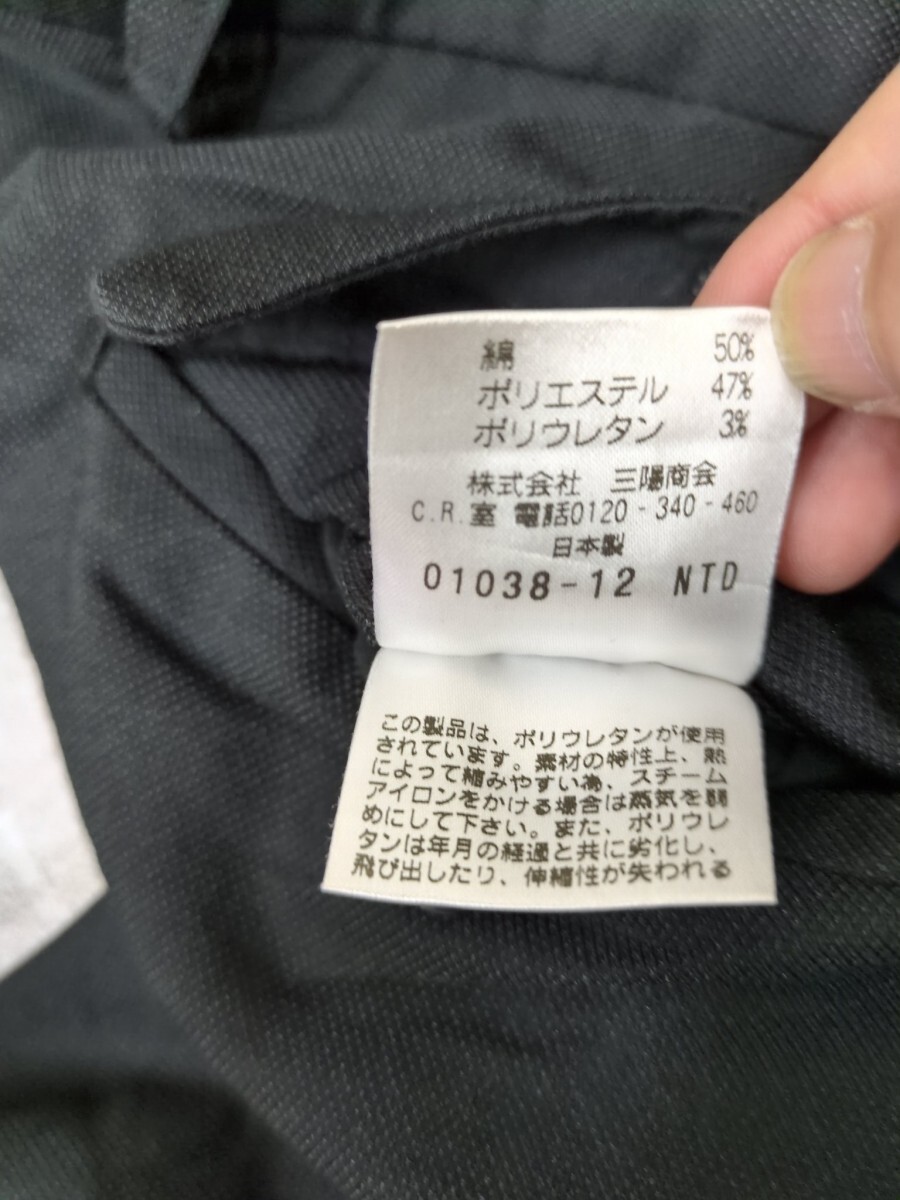 綿 50%
ポリエステル 47%
ポリウレタン 3%
株式会社 三陽商会
C.R.室 電話0120-340-460
日本製
01038-12 NTD
この製品は、ポリウレタンが使用
されています。素材の特性上、熱
によって縮みやすい為、スチーム
アイロンをかける場合は蒸気を弱
めにして下さい。また、ポリウレ
タンは年月の経過と共に劣化し、
飛び出したり、伸縮性が失われる